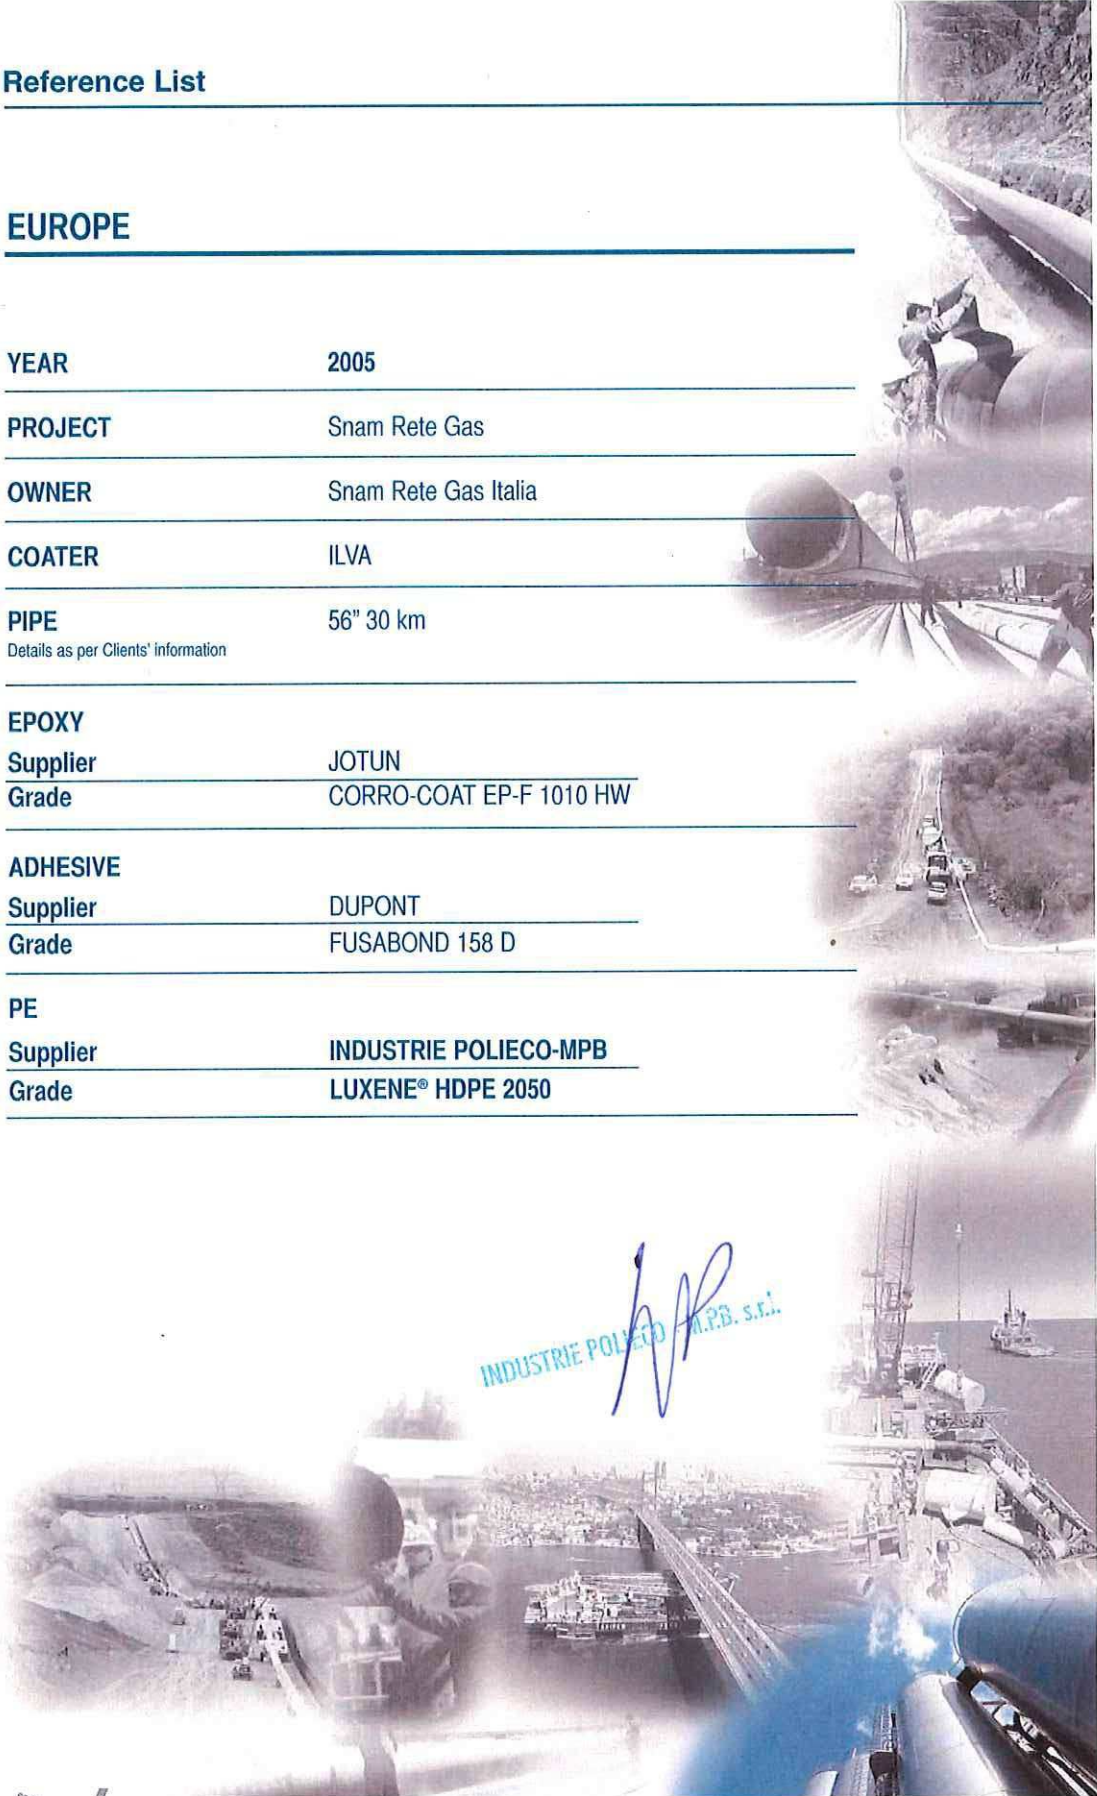 Reference List
EUROPE
YEAR 2005
PROJECT Snam Rete Gas
OWNER Snam Rete Gas Italia
COATER ILVA
PIPE 56" 30 km
Details as per Clients' information
EPOXY
Supplier JOTUN
Grade CORRO-COAT EP-F 1010 HW
ADHESIVE
Supplier DUPONT
Grade FUSABOND 158 D
PE
Supplier INDUSTRIE POLIECO-MPB
Grade LUXENE® HDPE 2050
INDUSTRIE POLIECO - M.P.B. s.r.l.